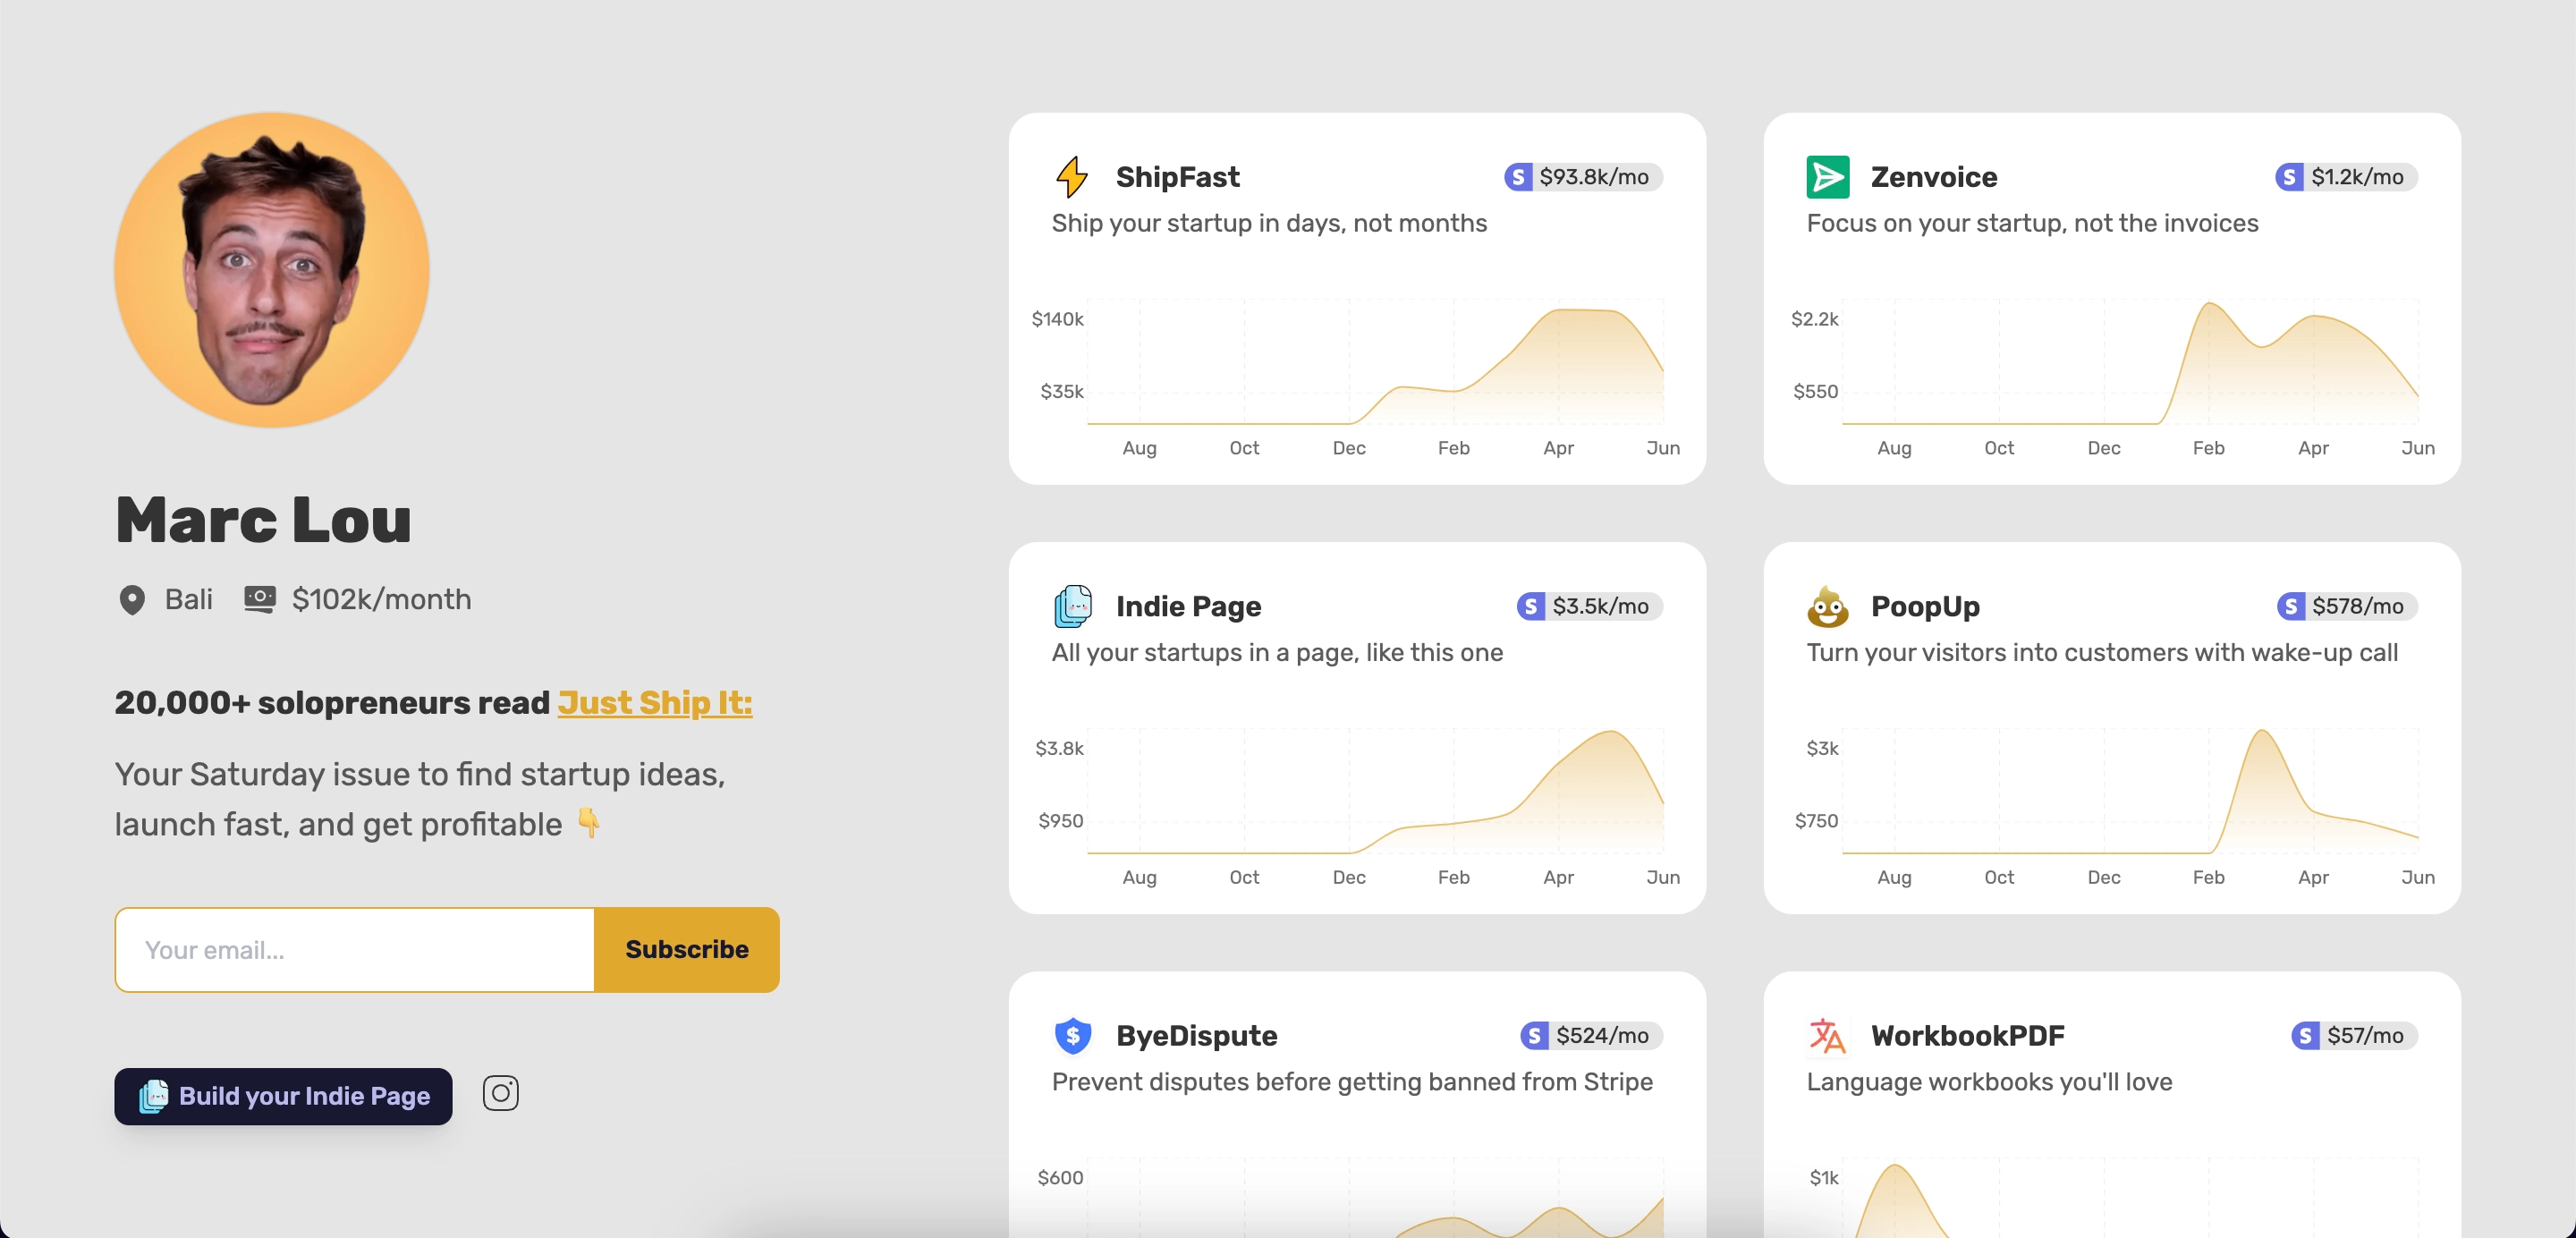 Marc Lou
Bali $102k/month
20,000+ solopreneurs read Just Ship It:
Your Saturday issue to find startup ideas,
launch fast, and get profitable 👇
Your email...
Subscribe
Build your Indie Page
ShipFast
S $93.8k/mo
Ship your startup in days, not months
$140k
$35k
Aug Oct Dec Feb Apr Jun
Zenvoice
S $1.2k/mo
Focus on your startup, not the invoices
$2.2k
$550
Aug Oct Dec Feb Apr Jun
Indie Page
S $3.5k/mo
All your startups in a page, like this one
$3.8k
$950
Aug Oct Dec Feb Apr Jun
PoopUp
S $578/mo
Turn your visitors into customers with wake-up call
$3k
$750
Aug Oct Dec Feb Apr Jun
$ ByeDispute
S $524/mo
Prevent disputes before getting banned from Stripe
$600
文A WorkbookPDF
S $57/mo
Language workbooks you'll love
$1k